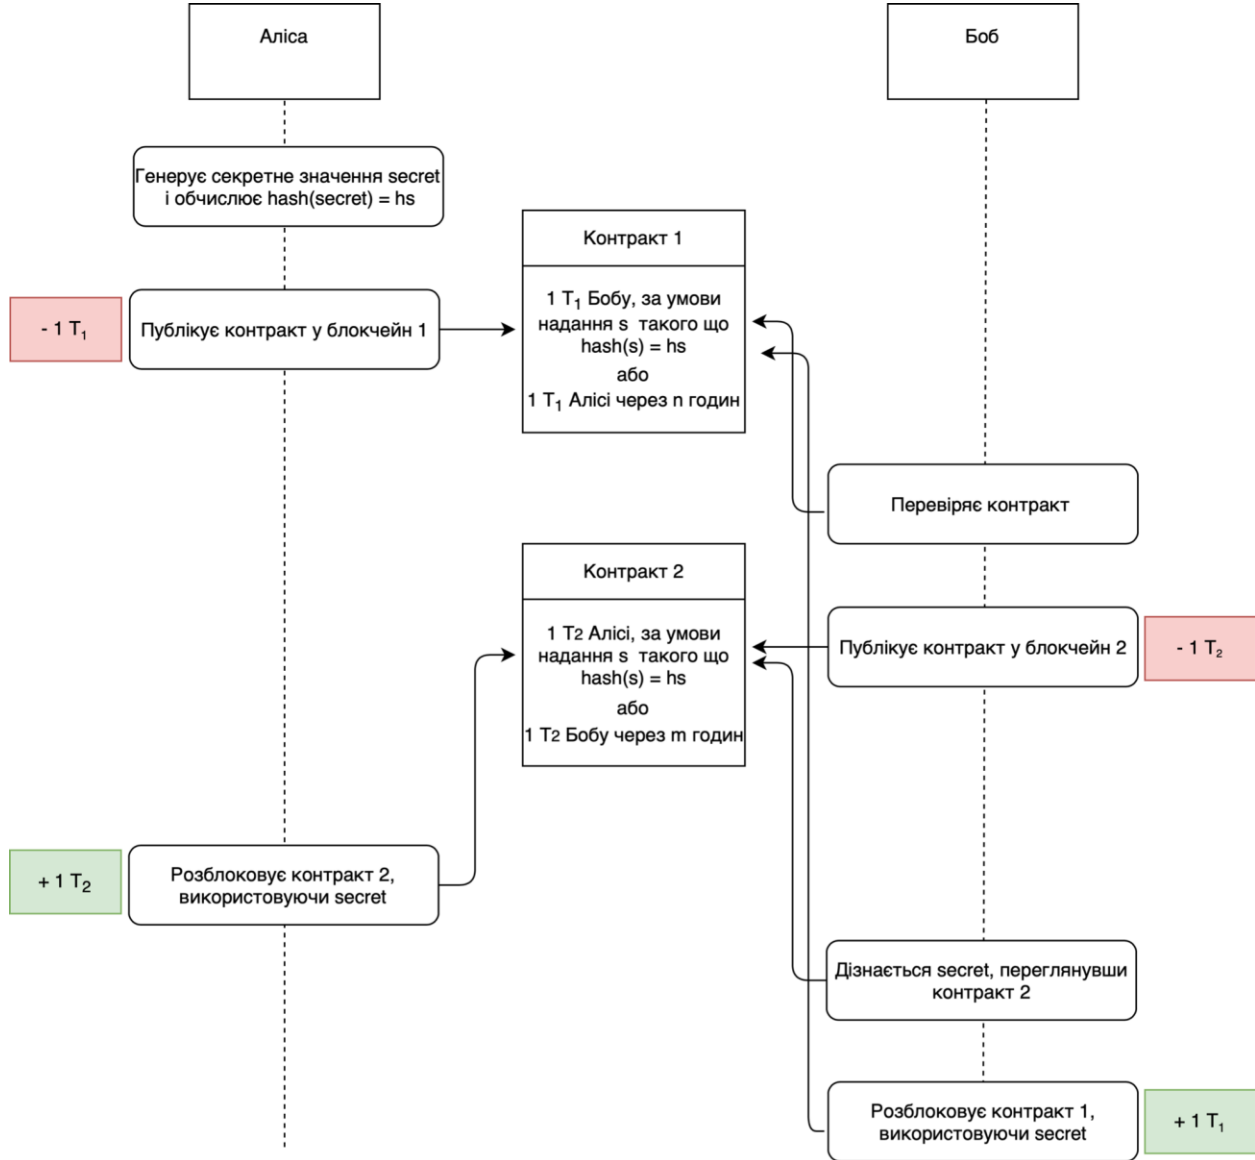 Аліса
Боб
Генерує секретне значення secret
і обчислює hash(secret) = hs
Контракт 1
1 T₁ Бобу, за умови
надання s такого що
hash(s) = hs
або
1 T₁ Алісі через n годин
- 1 T₁
Публікує контракт у блокчейн 1
Перевіряє контракт
Контракт 2
1 T2 Алісі, за умови
надання s такого що
hash(s) = hs
або
1 T2 Бобу через m годин
Публікує контракт у блокчейн 2
- 1 T₂
+ 1 T₂
Розблоковує контракт 2,
використовуючи secret
Дізнається secret, переглянувши
контракт 2
Розблоковує контракт 1,
використовуючи secret
+ 1 T₁